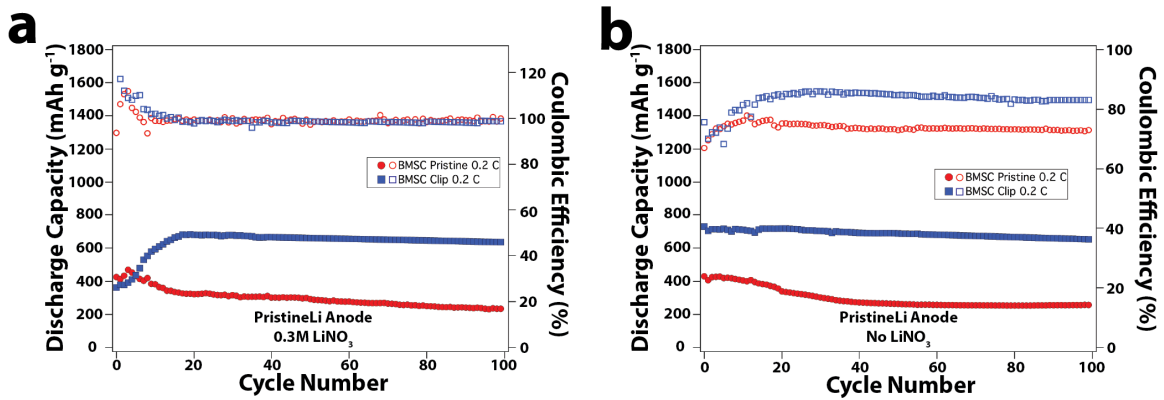 a
1800
1600
1400
1200
1000
800
600
400
200
0
Discharge Capacity (mAh g⁻¹)
120
100
80
60
40
20
0
Coulombic Efficiency (%)
BMSC Pristine 0.2 C
BMSC Clip 0.2 C
PristineLi Anode
0.3M LiNO₃
0 20 40 60 80 100
Cycle Number
b
1800
1600
1400
1200
1000
800
600
400
200
0
Discharge Capacity (mAh g⁻¹)
100
80
60
40
20
0
Coulombic Efficiency (%)
BMSC Pristine 0.2 C
BMSC Clip 0.2 C
PristineLi Anode
No LiNO₃
0 20 40 60 80 100
Cycle Number